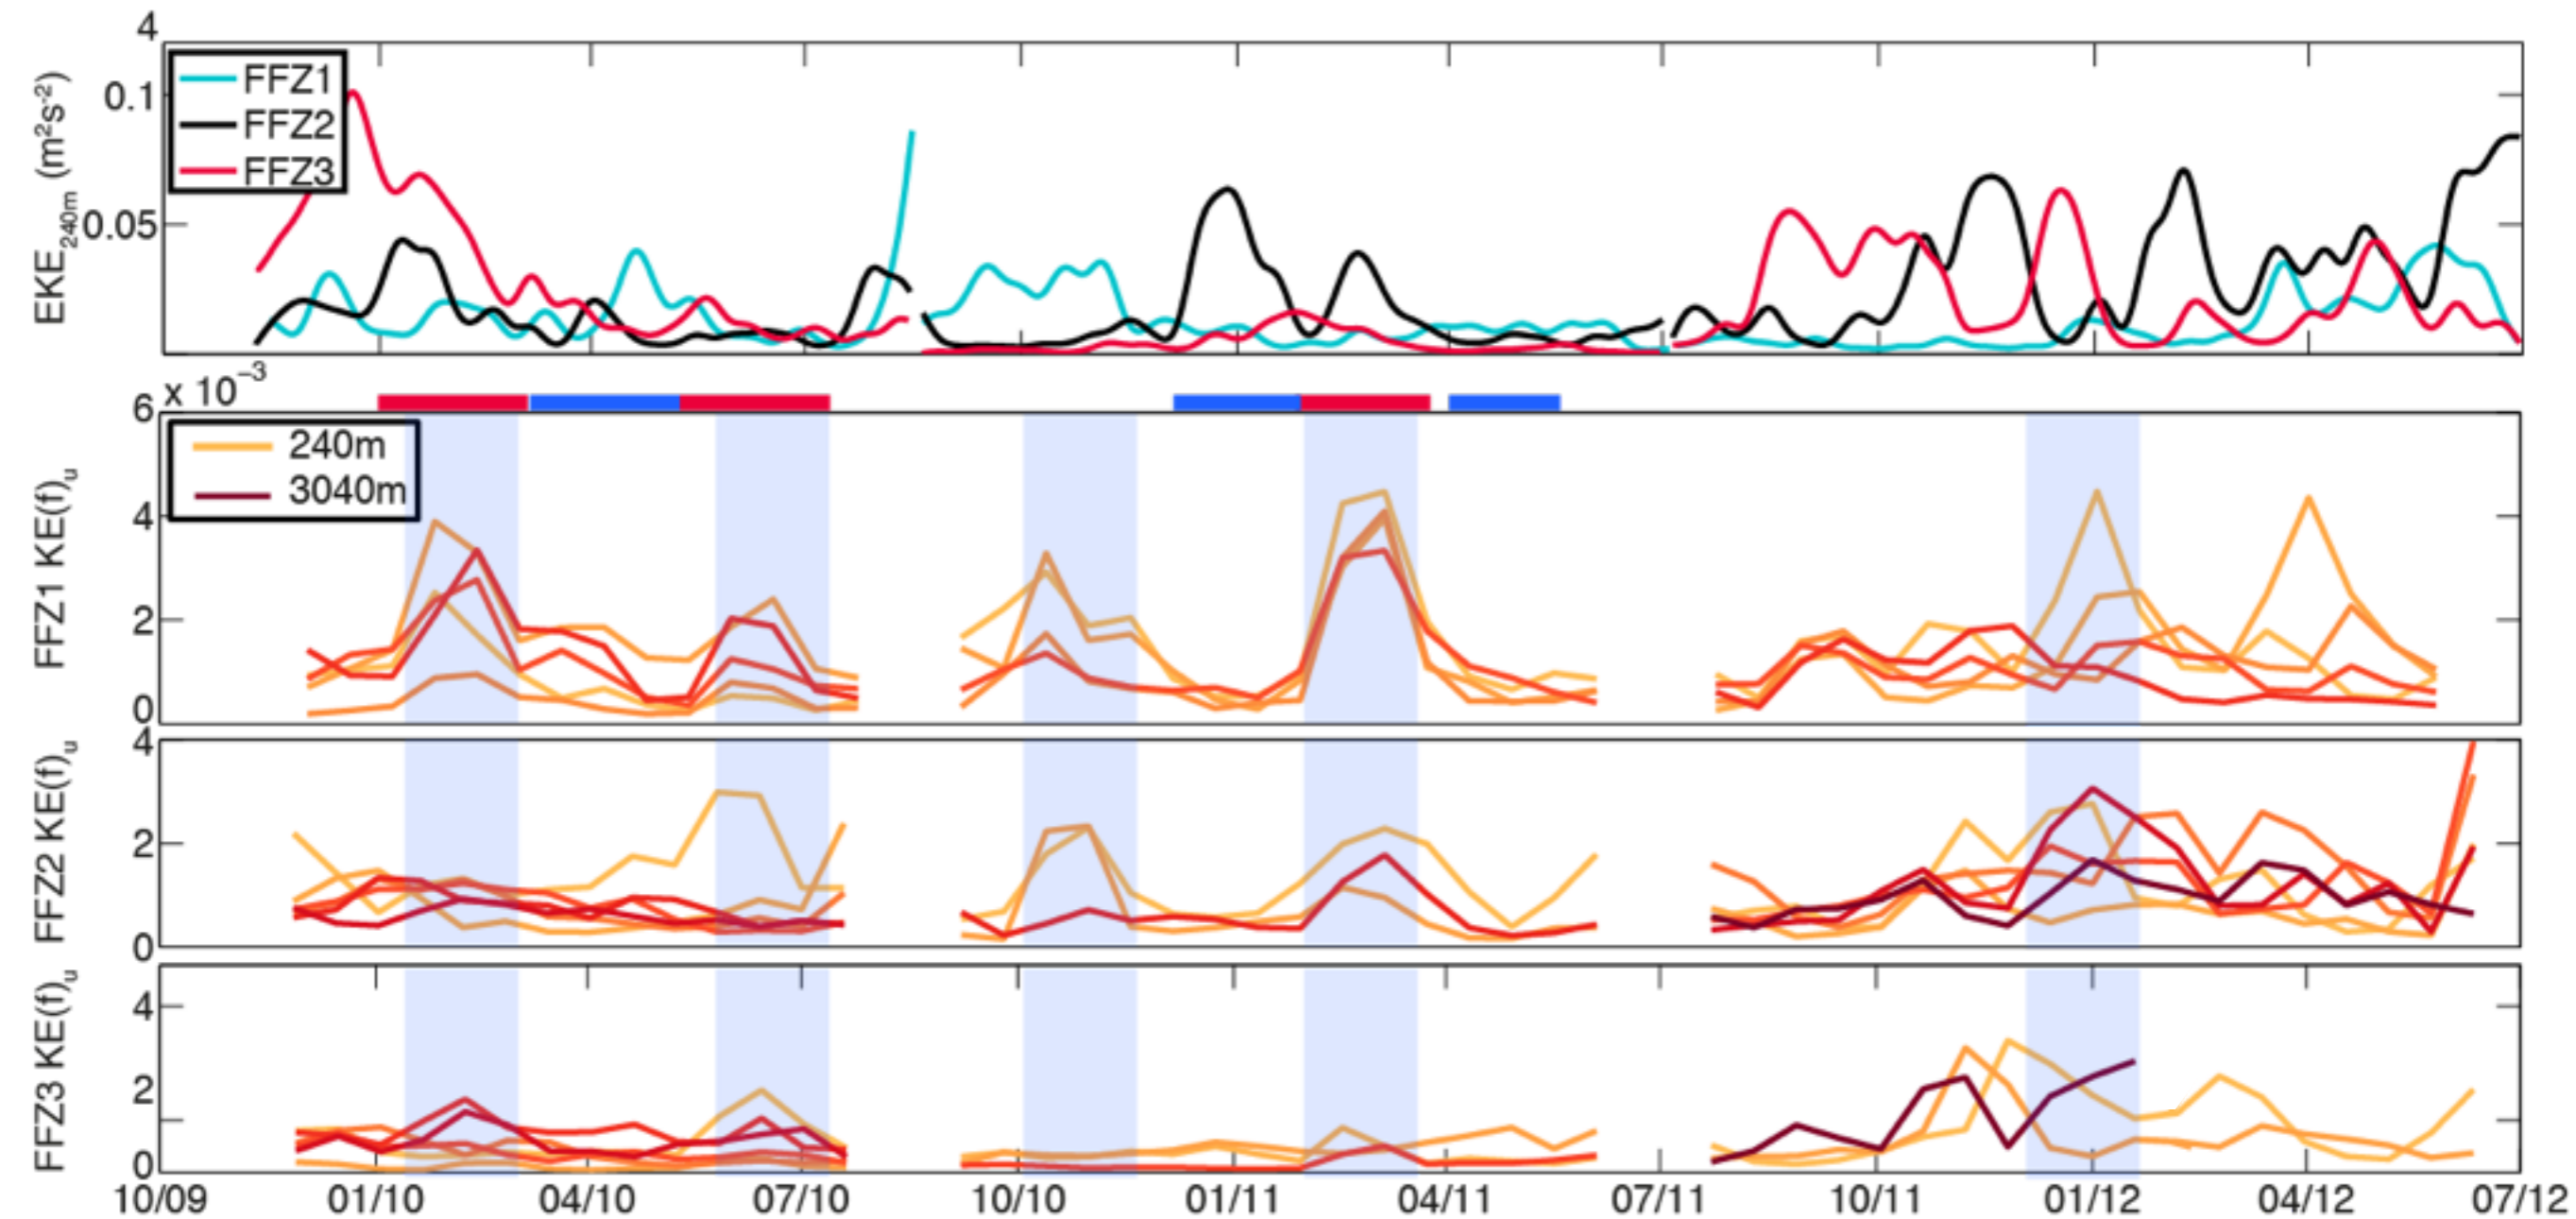 4
0.1
0.05
EKE240m (m²s⁻²)
FFZ1
FFZ2
FFZ3
x 10⁻³
6
4
2
0
FFZ1 KE(f)u
240m
3040m
4
2
0
FFZ2 KE(f)u
4
2
0
FFZ3 KE(f)u
10/09 01/10 04/10 07/10 10/10 01/11 04/11 07/11 10/11 01/12 04/12 07/12